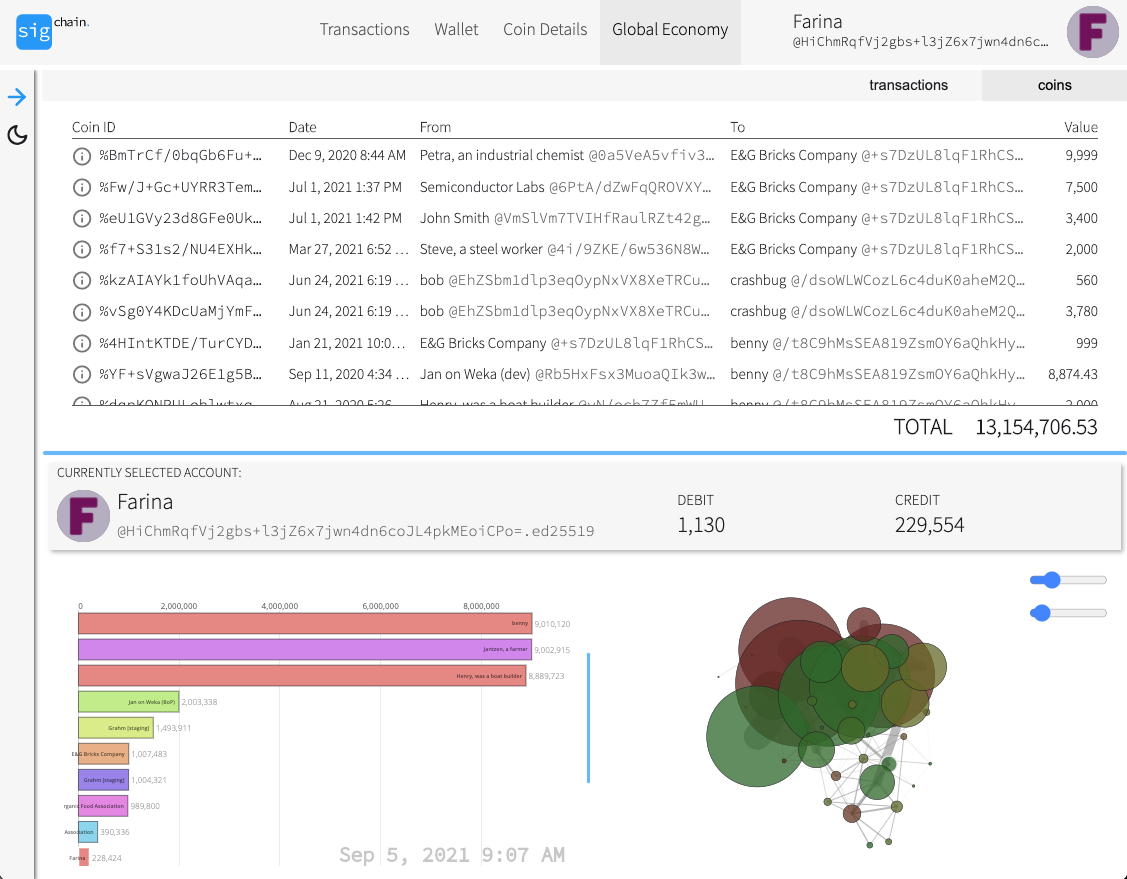 sig chain.
Transactions Wallet Coin Details Global Economy
Farina
@HiChmRqfVj2gbs+l3jZ6x7jwn4dn6c…
F
transactions coins
Coin ID Date From To Value
%BmTrCf/0bqGb6Fu+… Dec 9, 2020 8:44 AM Petra, an industrial chemist @0a5VeA5vfiv3… E&G Bricks Company @+s7DzUL8lqF1RhCS… 9,999
%Fw/J+Gc+UYRR3Tem… Jul 1, 2021 1:37 PM Semiconductor Labs @6PtA/dZwFqQROVXY… E&G Bricks Company @+s7DzUL8lqF1RhCS… 7,500
%eU1GVy23d8GFe0Uk… Jul 1, 2021 1:42 PM John Smith @VmSlVm7TVIHfRaulRZt42g… E&G Bricks Company @+s7DzUL8lqF1RhCS… 3,400
%f7+S31s2/NU4EXHk… Mar 27, 2021 6:52 … Steve, a steel worker @4i/9ZKE/6w536N8W… E&G Bricks Company @+s7DzUL8lqF1RhCS… 2,000
%kzAIAYk1foUhVAqa… Jun 24, 2021 6:19 … bob @EhZSbm1dlp3eqOypNxVX8XeTRCu… crashbug @/dsoWLWCozL6c4duK0aheM2Q… 560
%vSg0Y4KDcUaMjYmF… Jun 24, 2021 6:19 … bob @EhZSbm1dlp3eqOypNxVX8XeTRCu… crashbug @/dsoWLWCozL6c4duK0aheM2Q… 3,780
%4HIntKTDE/TurCYD… Jan 21, 2021 10:0… E&G Bricks Company @+s7DzUL8lqF1RhCS… benny @/t8C9hMsSEA819ZsmOY6aQhkHy… 999
%YF+sVgwaJ26E1g5B… Sep 11, 2020 4:34 … Jan on Weka (dev) @Rb5HxFsx3MuoaQIk3w… benny @/t8C9hMsSEA819ZsmOY6aQhkHy… 8,874.43
Aug 21, 2020 5:26 Henry, was a boat builder benny @/t8C9hMsSEA819ZsmOY6aQhkHy… 2,000
TOTAL 13,154,706.53
CURRENTLY SELECTED ACCOUNT:
F
Farina
@HiChmRqfVj2gbs+l3jZ6x7jwn4dn6coJL4pkMEoiCPo=.ed25519
DEBIT CREDIT
1,130 229,554
0 2,000,000 4,000,000 6,000,000 8,000,000
benny 9,010,120
Jantzen, a farmer 9,002,915
Henry, was a boat builder 8,889,723
Jan on Weka (BoP) 2,003,338
Grahm [staging] 1,493,911
E&G Bricks Company 1,007,483
Grahm [staging] 1,004,321
rganic Food Association 989,800
Association 390,336
Farina 228,424
Sep 5, 2021 9:07 AM